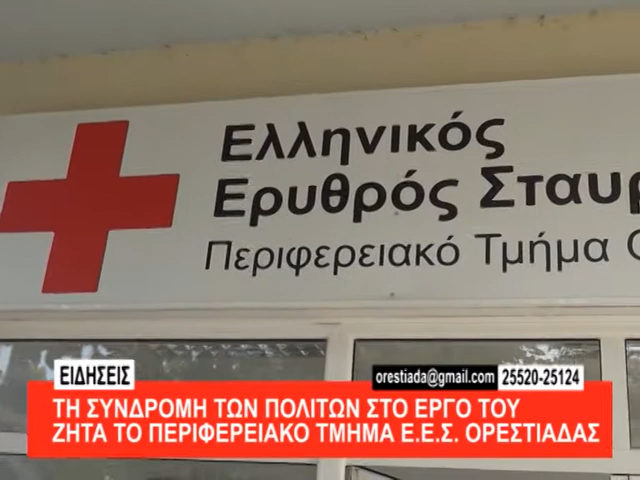 Ελληνικός
Ερυθρός
Περιφερειακό Τμήμα
ΕΙΔΗΣΕΙΣ
orestiada@gmail.com 25520-25124
ΤΗ ΣΥΝΔΡΟΜΗ ΤΩΝ ΠΟΛΙΤΩΝ ΣΤΟ ΕΡΓΟ ΤΟΥ
ΖΗΤΑ ΤΟ ΠΕΡΙΦΕΡΕΙΑΚΟ ΤΜΗΜΑ Ε.Ε.Σ. ΟΡΕΣΤΙΑΔΑΣ